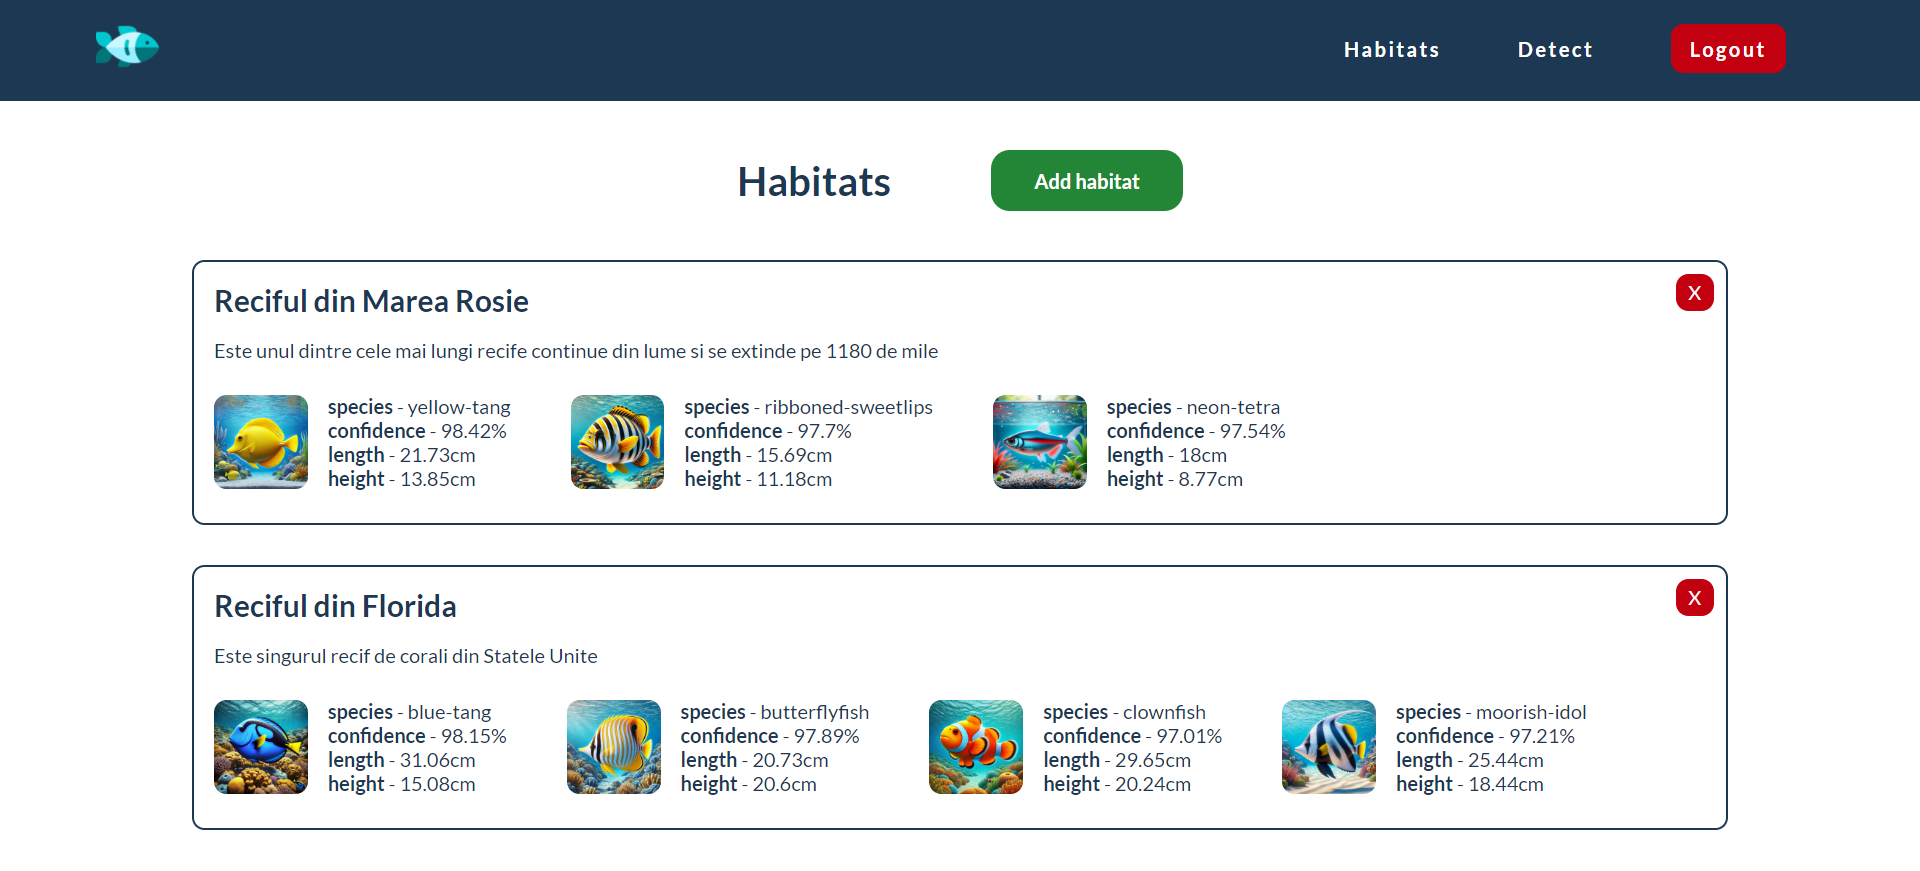 Habitats Detect Logout
Habitats Add habitat
Reciful din Marea Rosie X
Este unul dintre cele mai lungi recife continue din lume si se extinde pe 1180 de mile
species - yellow-tang
confidence - 98.42%
length - 21.73cm
height - 13.85cm
species - ribboned-sweetlips
confidence - 97.7%
length - 15.69cm
height - 11.18cm
species - neon-tetra
confidence - 97.54%
length - 18cm
height - 8.77cm
Reciful din Florida X
Este singurul recif de corali din Statele Unite
species - blue-tang
confidence - 98.15%
length - 31.06cm
height - 15.08cm
species - butterflyfish
confidence - 97.89%
length - 20.73cm
height - 20.6cm
species - clownfish
confidence - 97.01%
length - 29.65cm
height - 20.24cm
species - moorish-idol
confidence - 97.21%
length - 25.44cm
height - 18.44cm